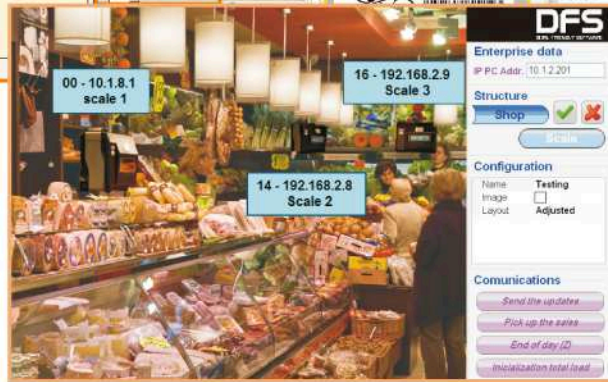 DFS
Enterprise data
IP PC Addr. 10.1.2.201
Structure
Shop
Scale
Configuration
Name Testing
Image
Layout Adjusted
Comunications
Send the updates
Pick up the sales
End of day (Z)
Inicialization total load
00 - 10.1.8.1
scale 1
16 - 192.168.2.9
Scale 3
14 - 192.168.2.8
Scale 2